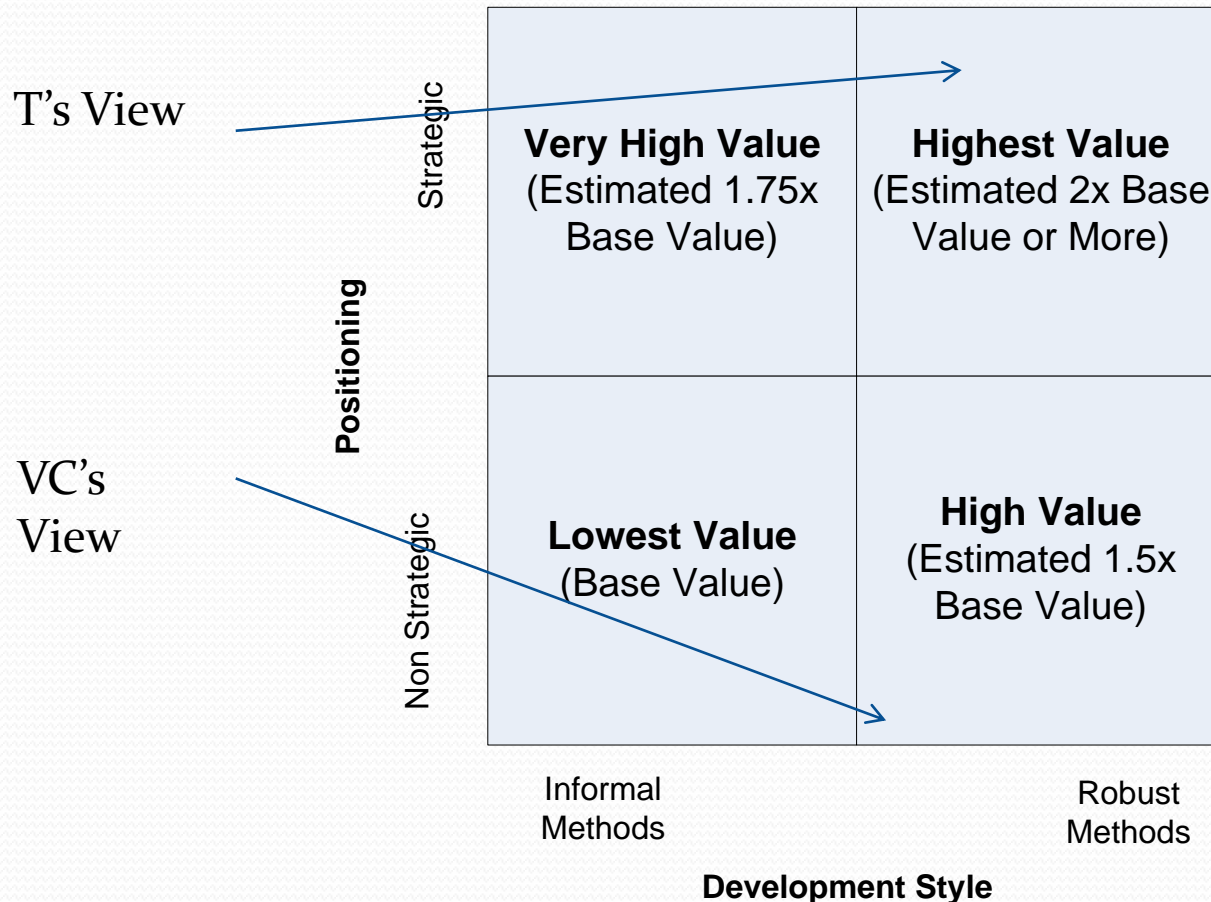 T’s View
VC’s
View
Positioning
Strategic
Non Strategic
Very High Value
(Estimated 1.75x
Base Value)
Highest Value
(Estimated 2x Base
Value or More)
Lowest Value
(Base Value)
High Value
(Estimated 1.5x
Base Value)
Informal
Methods
Robust
Methods
Development Style